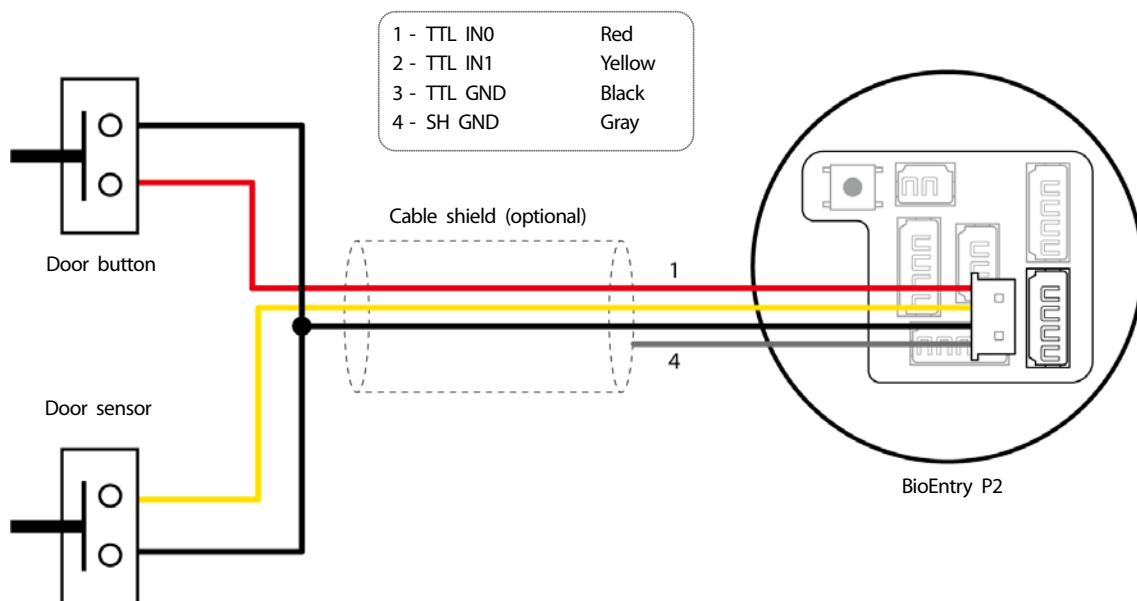 1 - TTL IN0 Red
2 - TTL IN1 Yellow
3 - TTL GND Black
4 - SH GND Gray
Door button
Cable shield (optional)
1
4
Door sensor
BioEntry P2